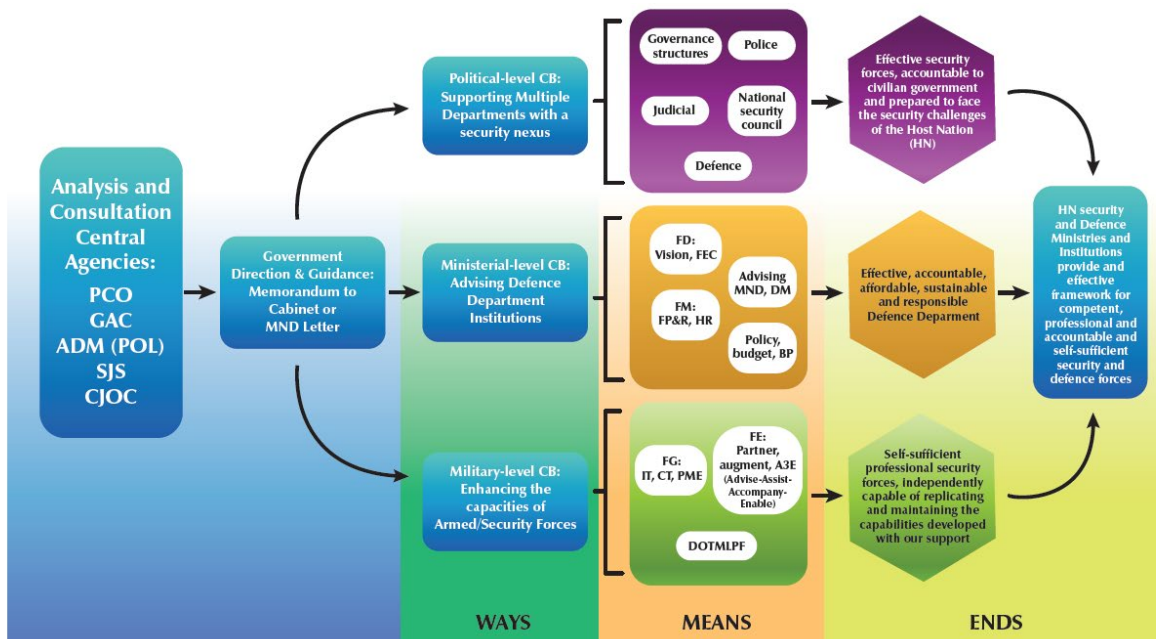 Analysis and
Consultation
Central
Agencies:
PCO
GAC
ADM (POL)
SJS
CJOC
Government
Direction & Guidance:
Memorandum to
Cabinet or
MND Letter
Political-level CB:
Supporting Multiple
Departments with a
security nexus
Governance
structures
Police
Judicial
National
security
council
Defence
Effective security
forces, accountable to
civilian government
and prepared to face
the security challenges
of the Host Nation
(HN)
Ministerial-level CB:
Advising Defence
Department
Institutions
FD:
Vision, FEC
Advising
MND, DM
FM:
FP&R, HR
Policy,
budget, BP
Effective, accountable,
affordable, sustainable
and responsible
Defence Deparment
HN security
and Defence
Ministries and
Institutions
provide and
effective
framework for
competent,
professional and
accountable and
self-sufficient
security and
defence forces
Military-level CB:
Enhancing the
capacities of
Armed/Security Forces
FG:
IT, CT, PME
FE:
Partner,
augment, A3E
(Advise-Assist-
Accompany-
Enable)
DOTMLPF
Self-sufficient
professional security
forces, independently
capable of replicating
and maintaining the
capabilities developed
with our support
WAYS
MEANS
ENDS